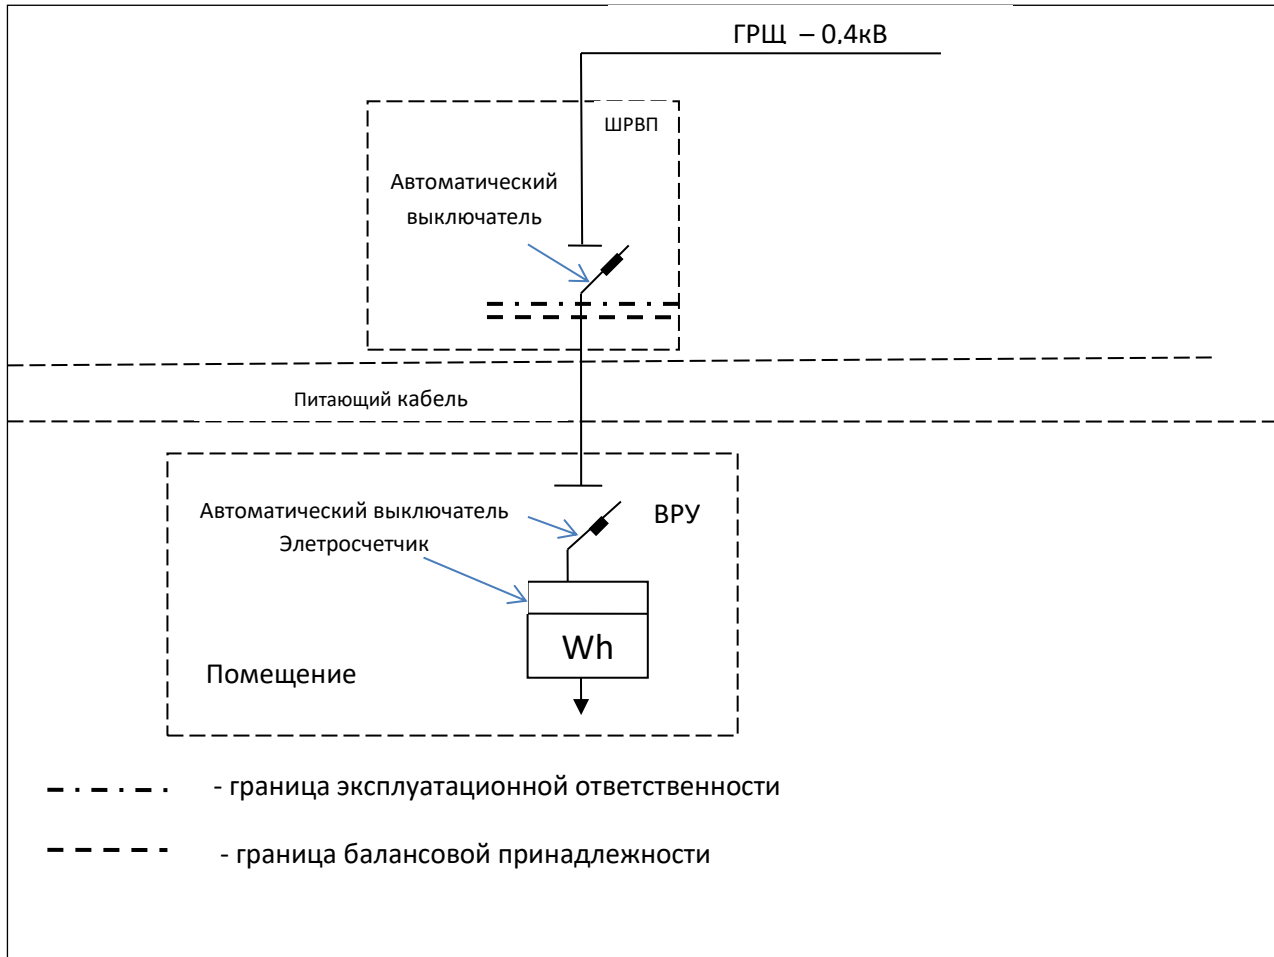 ГРЩ – 0,4кВ
ШРВП
Автоматический
выключатель
Питающий кабель
Автоматический выключатель
Элетросчетчик
ВРУ
Wh
Помещение
- граница эксплуатационной ответственности
- граница балансовой принадлежности